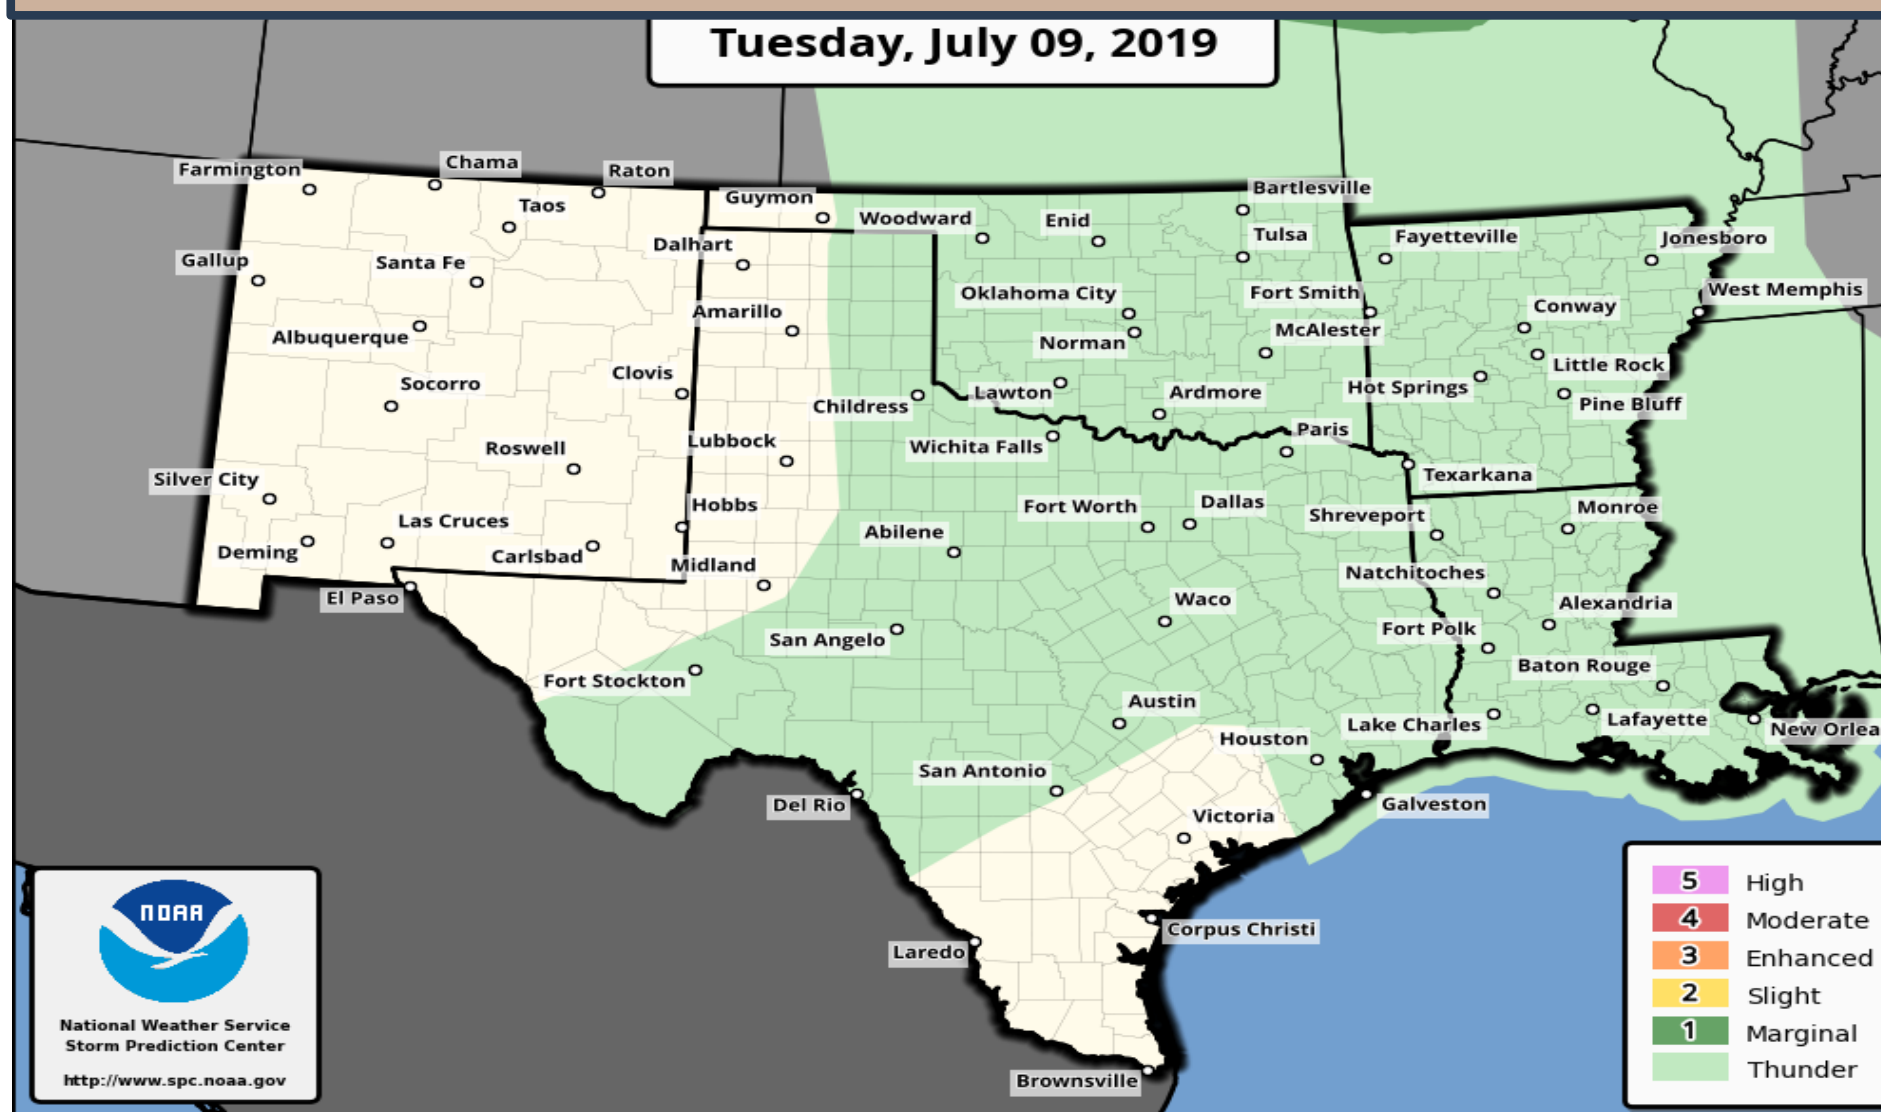 Tuesday, July 09, 2019
Farmington
Chama
Raton
Taos
Guymon
Woodward
Enid
Bartlesville
Tulsa
Fayetteville
Jonesboro
Dalhart
Gallup
Santa Fe
Oklahoma City
Fort Smith
West Memphis
Conway
Amarillo
Albuquerque
Norman
McAlester
Little Rock
Socorro
Clovis
Childress
Lawton
Ardmore
Hot Springs
Pine Bluff
Roswell
Lubbock
Wichita Falls
Paris
Texarkana
Silver City
Hobbs
Fort Worth
Dallas
Shreveport
Monroe
Las Cruces
Deming
Carlsbad
Midland
Abilene
Natchitoches
El Paso
Waco
Alexandria
San Angelo
Fort Polk
Fort Stockton
Baton Rouge
Austin
Lake Charles
Lafayette
New Orlea
Houston
San Antonio
Del Rio
Victoria
Galveston
Corpus Christi
Laredo
Brownsville
NOAA
National Weather Service
Storm Prediction Center
http://www.spc.noaa.gov
5 High
4 Moderate
3 Enhanced
2 Slight
1 Marginal
Thunder